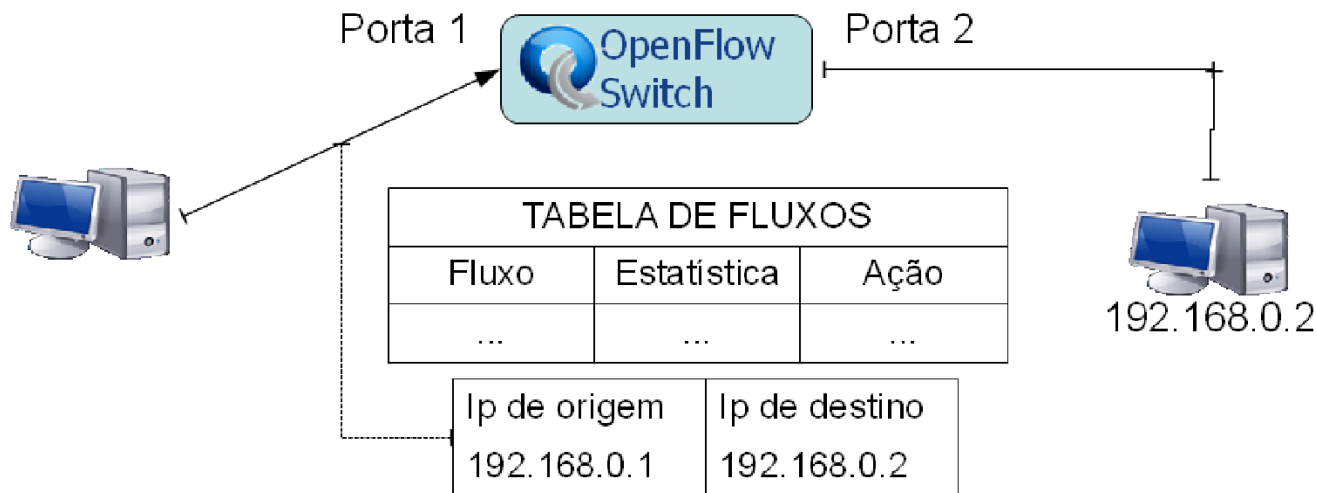 Porta 1
OpenFlow
Switch
Porta 2
TABELA DE FLUXOS
Fluxo Estatística Ação
... ... ...
192.168.0.2
Ip de origem Ip de destino
192.168.0.1 192.168.0.2